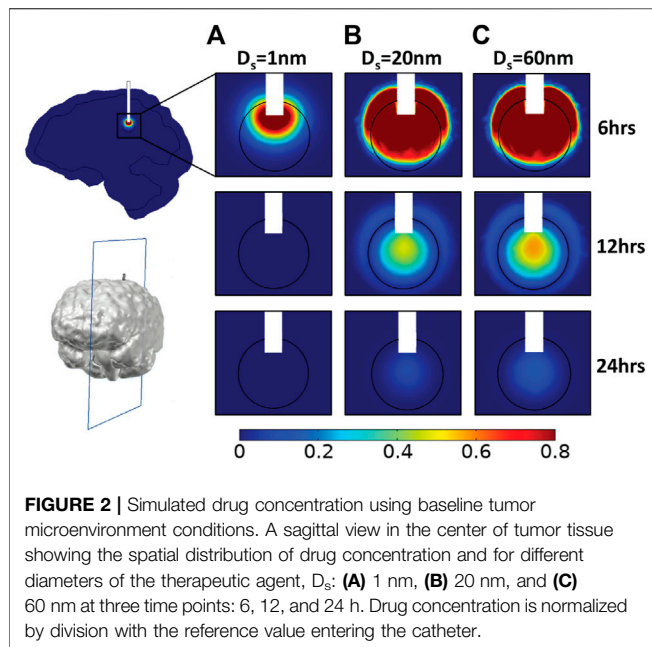 A B C
Ds=1nm Ds=20nm Ds=60nm
6hrs
12hrs
24hrs
0 0.2 0.4 0.6 0.8
FIGURE 2 | Simulated drug concentration using baseline tumor
microenvironment conditions. A sagittal view in the center of tumor tissue
showing the spatial distribution of drug concentration and for different
diameters of the therapeutic agent, Ds: (A) 1 nm, (B) 20 nm, and (C)
60 nm at three time points: 6, 12, and 24 h. Drug concentration is normalized
by division with the reference value entering the catheter.